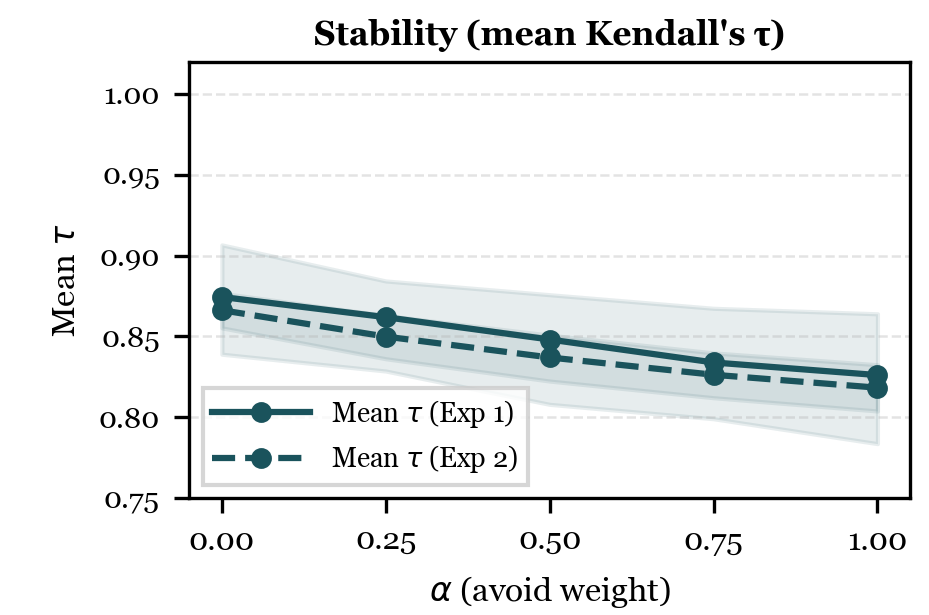 Stability (mean Kendall's τ)
Mean τ
1.00
0.95
0.90
0.85
0.80
0.75
Mean τ (Exp 1)
Mean τ (Exp 2)
0.00 0.25 0.50 0.75 1.00
α (avoid weight)